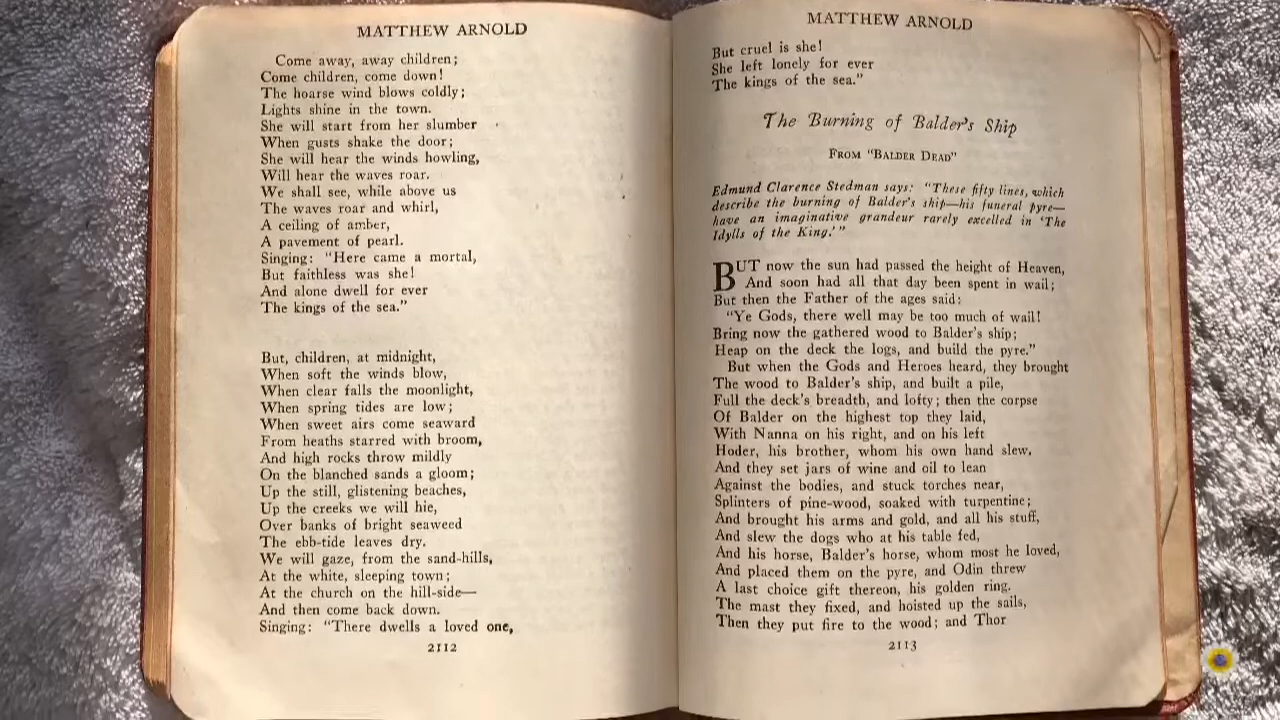 MATTHEW ARNOLD
Come away, away children;
Come children, come down!
The hoarse wind blows coldly;
Lights shine in the town.
She will start from her slumber
When gusts shake the door;
She will hear the winds howling,
Will hear the waves roar.
We shall see, while above us
The waves roar and whirl,
A ceiling of amber,
A pavement of pearl.
Singing: "Here came a mortal,
But faithless was she!
And alone dwell for ever
The kings of the sea."
But, children, at midnight,
When soft the winds blow,
When clear falls the moonlight,
When spring tides are low;
When sweet airs come seaward
From heaths starred with broom,
And high rocks throw mildly
On the blanched sands a gloom;
Up the still, glistening beaches,
Up the creeks we will hie,
Over banks of bright seaweed
The ebb-tide leaves dry.
We will gaze, from the sand-hills,
At the white, sleeping town;
At the church on the hill-side—
And then come back down.
Singing: "There dwells a loved one,
2112
MATTHEW ARNOLD
But cruel is she!
She left lonely for ever
The kings of the sea."
The Burning of Balder's Ship
FROM "BALDER DEAD"
Edmund Clarence Stedman says: "These fifty lines, which
describe the burning of Balder's ship—his funeral pyre—
have an imaginative grandeur rarely excelled in 'The
Idylls of the King.'"
BUT now the sun had passed the height of Heaven,
And soon had all that day been spent in wail;
But then the Father of the ages said:
"Ye Gods, there well may be too much of wail!
Bring now the gathered wood to Balder's ship;
Heap on the deck the logs, and build the pyre."
But when the Gods and Heroes heard, they brought
The wood to Balder's ship, and built a pile,
Full the deck's breadth, and lofty; then the corpse
Of Balder on the highest top they laid,
With Nanna on his right, and on his left
Hoder, his brother, whom his own hand slew.
And they set jars of wine and oil to lean
Against the bodies, and stuck torches near,
Splinters of pine-wood, soaked with turpentine;
And brought his arms and gold, and all his stuff,
And slew the dogs who at his table fed,
And his horse, Balder's horse, whom most he loved,
And placed them on the pyre, and Odin threw
A last choice gift thereon, his golden ring.
The mast they fixed, and hoisted up the sails,
Then they put fire to the wood; and Thor
2113